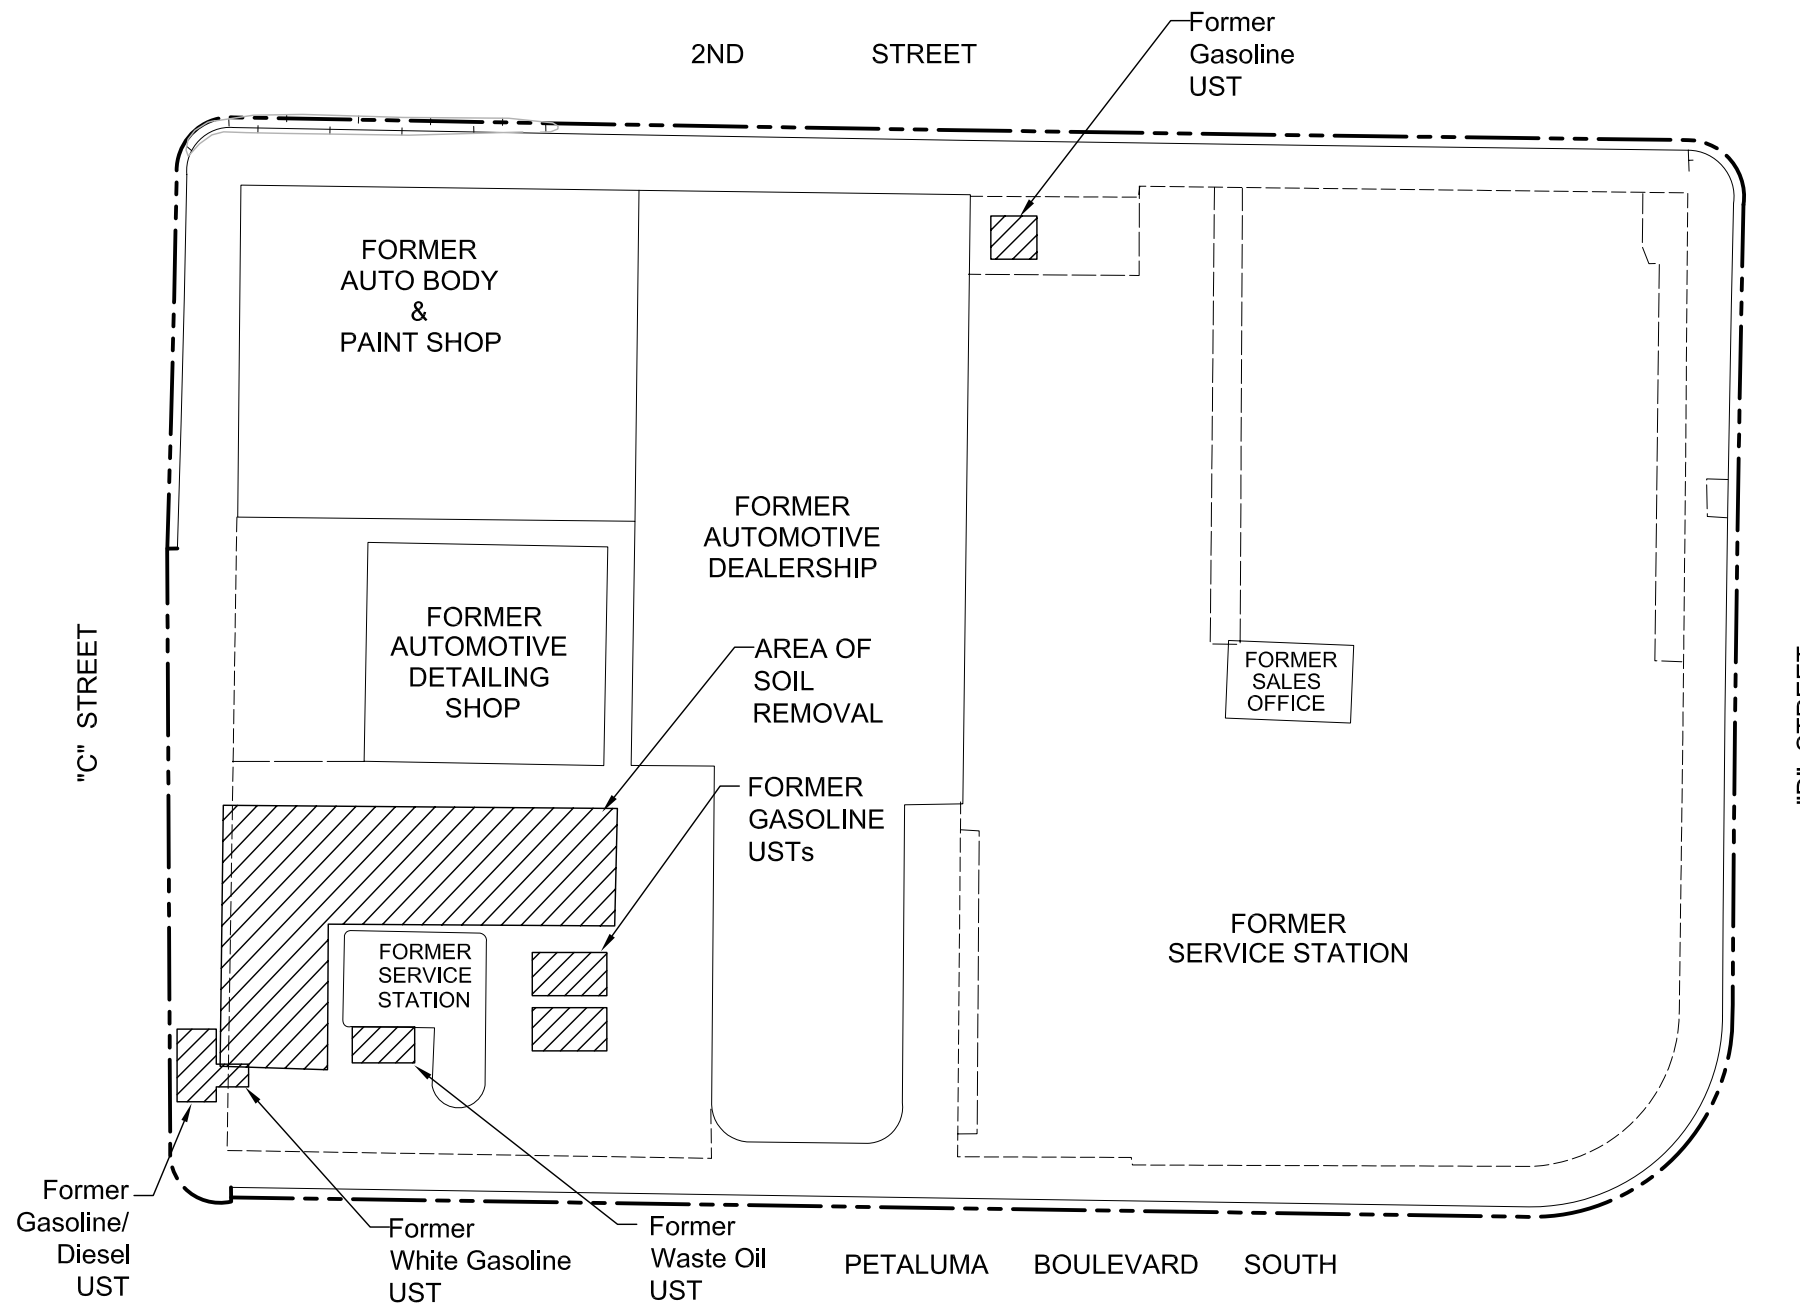 2ND STREET
Former
Gasoline
UST
FORMER
AUTO BODY
&
PAINT SHOP
FORMER
AUTOMOTIVE
DEALERSHIP
FORMER
AUTOMOTIVE
DETAILING
SHOP
"C" STREET
AREA OF
SOIL
REMOVAL
FORMER
SALES
OFFICE
FORMER
GASOLINE
USTs
FORMER
SERVICE
STATION
FORMER
SERVICE STATION
Former
Gasoline/
Diesel
UST
Former
White Gasoline
UST
Former
Waste Oil
UST
PETALUMA BOULEVARD SOUTH